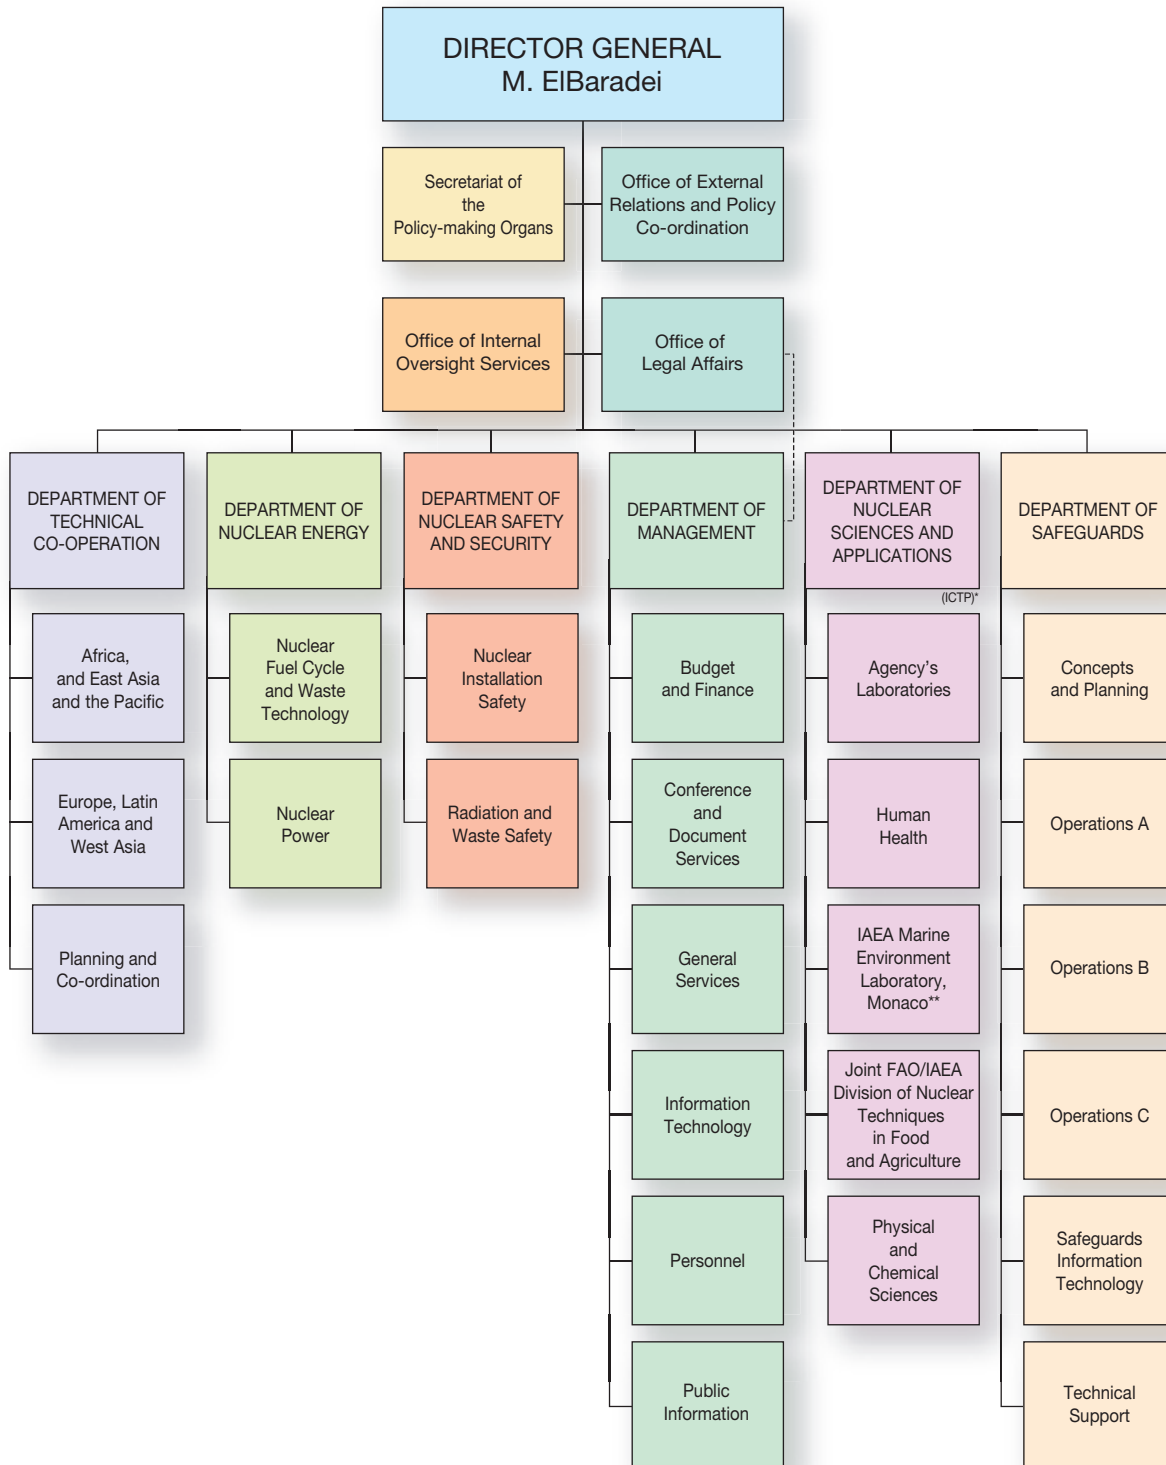 DIRECTOR GENERAL
M. ElBaradei
Secretariat of
the
Policy-making Organs
Office of External
Relations and Policy
Co-ordination
Office of Internal
Oversight Services
Office of
Legal Affairs
DEPARTMENT OF
TECHNICAL
CO-OPERATION
DEPARTMENT OF
NUCLEAR ENERGY
DEPARTMENT OF
NUCLEAR SAFETY
AND SECURITY
DEPARTMENT OF
MANAGEMENT
DEPARTMENT OF
NUCLEAR
SCIENCES AND
APPLICATIONS
(ICTP)*
DEPARTMENT OF
SAFEGUARDS
Africa,
and East Asia
and the Pacific
Europe, Latin
America and
West Asia
Planning and
Co-ordination
Nuclear
Fuel Cycle
and Waste
Technology
Nuclear
Power
Nuclear
Installation
Safety
Radiation and
Waste Safety
Budget
and Finance
Conference
and
Document
Services
General
Services
Information
Technology
Personnel
Public
Information
Agency's
Laboratories
Human
Health
IAEA Marine
Environment
Laboratory,
Monaco**
Joint FAO/IAEA
Division of Nuclear
Techniques
in Food
and Agriculture
Physical
and
Chemical
Sciences
Concepts
and Planning
Operations A
Operations B
Operations C
Safeguards
Information
Technology
Technical
Support